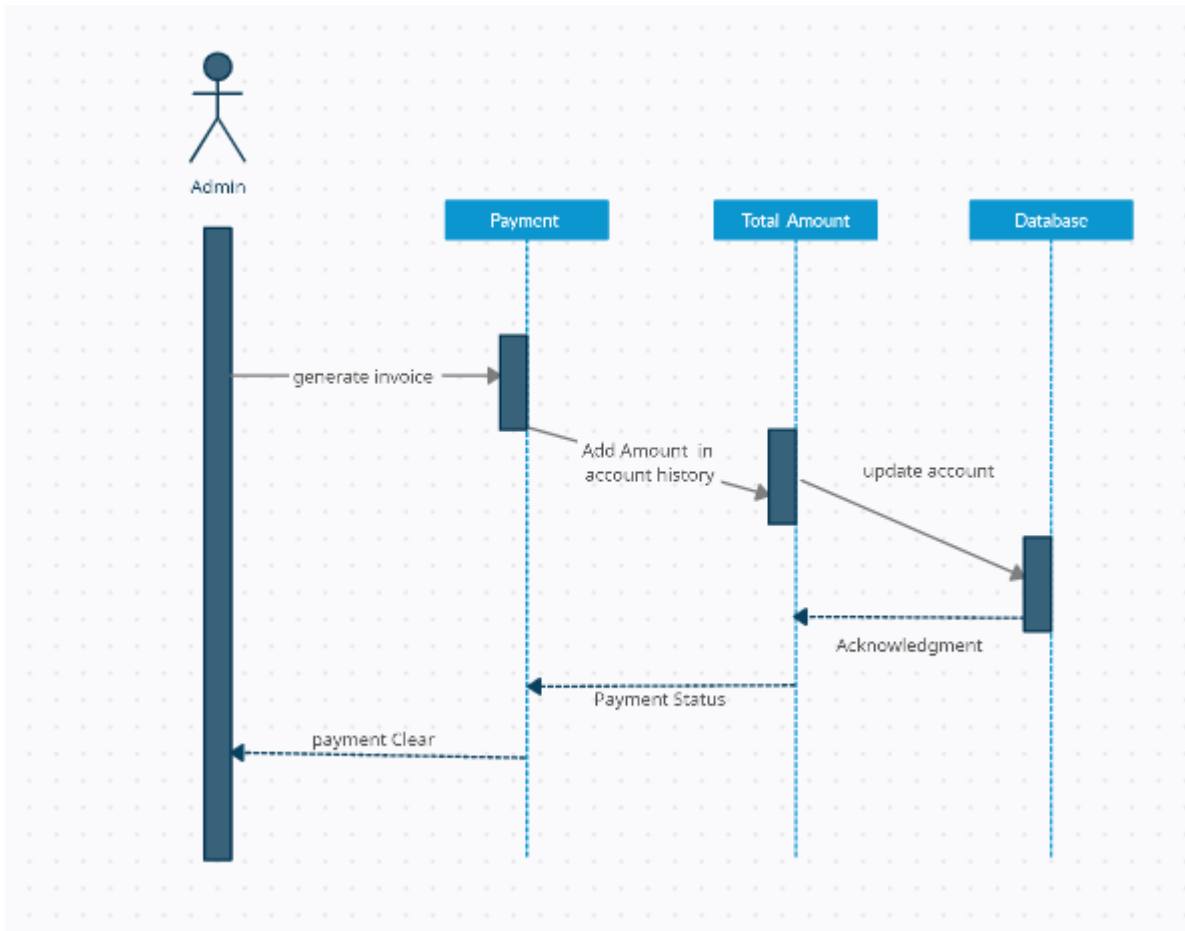 Admin
Payment
Total Amount
Database
generate invoice
Add Amount in
account history
update account
Acknowledgment
Payment Status
payment Clear